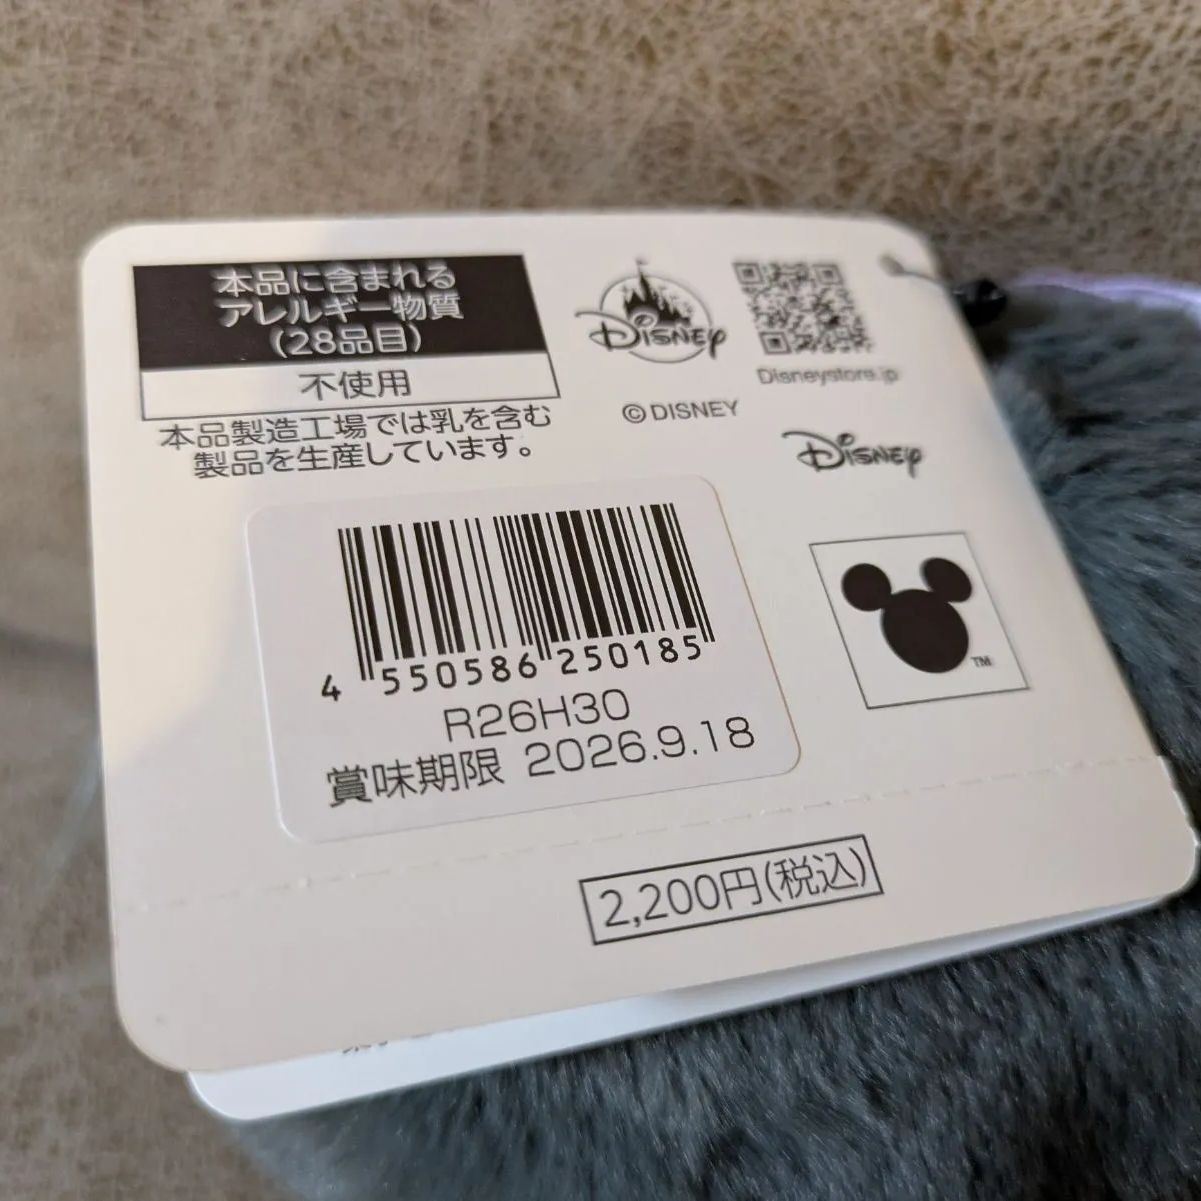 本品に含まれる
アレルギー物質
(28品目)
不使用
本品製造工場では乳を含む
製品を生産しています。
Disney
©DISNEY
Disneystore.jp
Disney
TM
4 550586 250185
R26H30
賞味期限 2026.9.18
2,200円(税込)